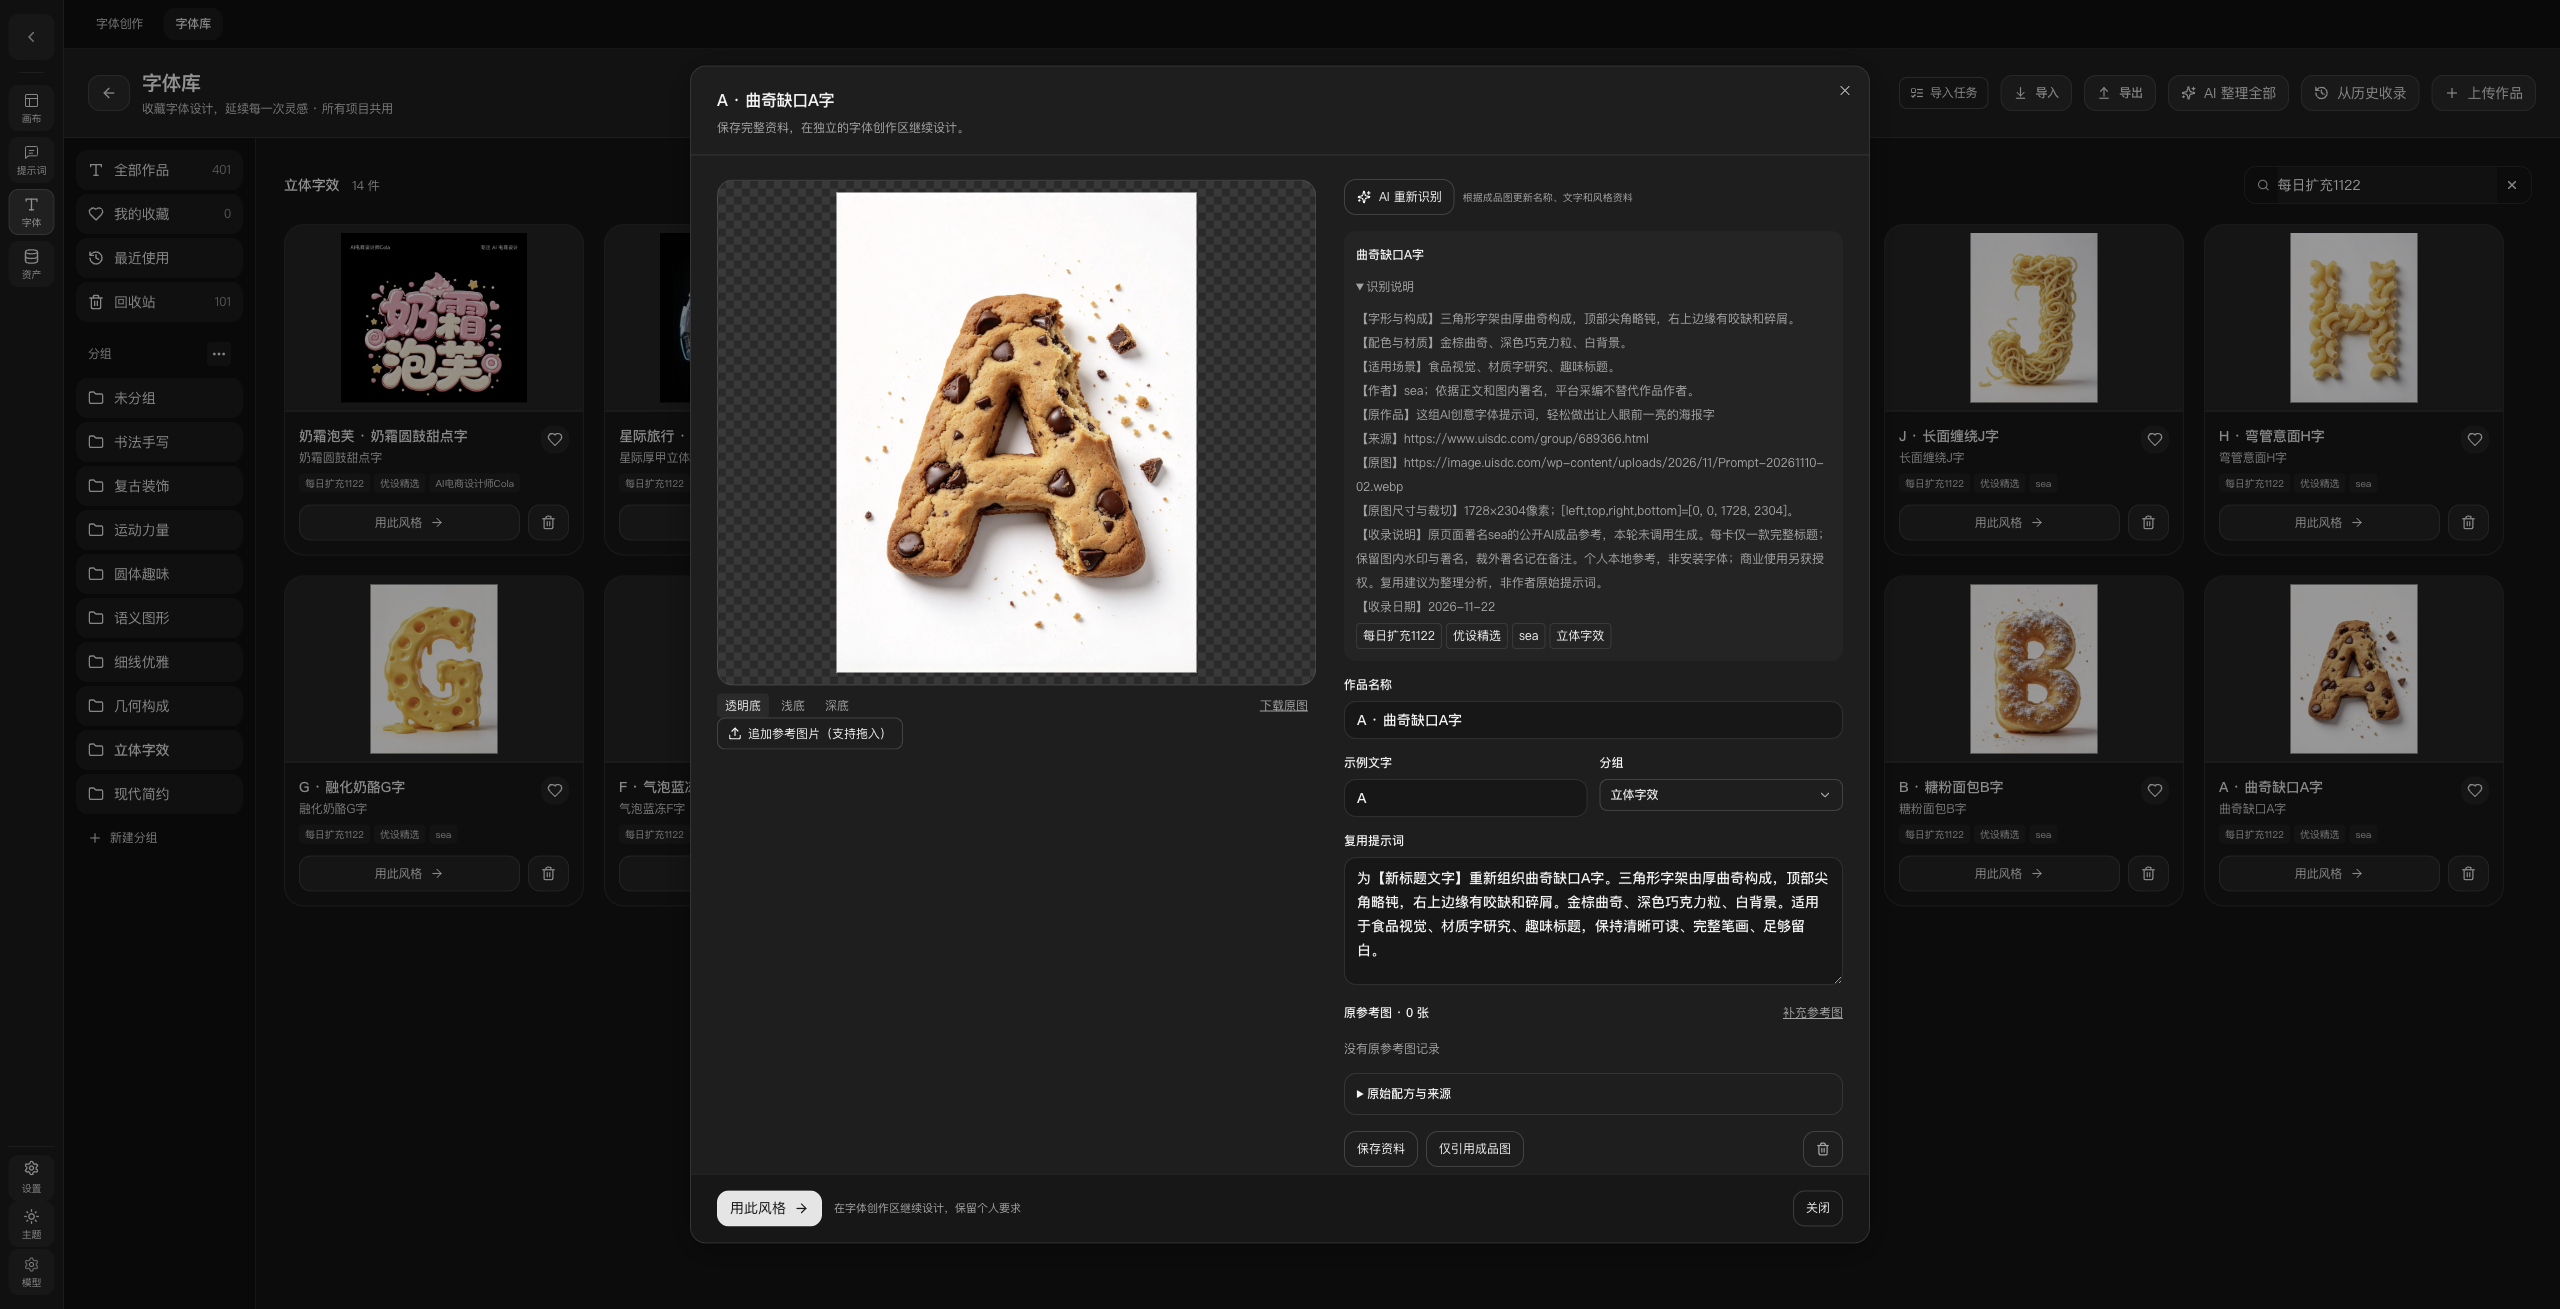 字体创作
字体库
画布
提示词
字体
资产
设置
主题
模型
字体库
收藏字体设计，延续每一次灵感 · 所有项目共用
导入任务
导入
导出
AI 整理全部
从历史收录
上传作品
全部作品 401
我的收藏 0
最近使用
回收站 101
分组
未分组
书法手写
复古装饰
运动力量
圆体趣味
语义图形
细线优雅
几何构成
立体字效
现代简约
新建分组
立体字效 14 件
每日扩充1122
AI电商设计师Cola
奶霜
泡芙
奶霜泡芙 · 奶霜圆鼓甜点字
奶霜圆鼓甜点字
每日扩充1122 优设精选 AI电商设计师Cola
用此风格
星际旅行 ·
星际厚甲立体
每日扩充1122
J · 长面缠绕J字
长面缠绕J字
每日扩充1122 优设精选 sea
用此风格
H · 弯管意面H字
弯管意面H字
每日扩充1122 优设精选 sea
用此风格
G · 融化奶酪G字
融化奶酪G字
每日扩充1122 优设精选 sea
用此风格
F · 气泡蓝冻
气泡蓝冻F字
每日扩充1122
B · 糖粉面包B字
糖粉面包B字
每日扩充1122 优设精选 sea
用此风格
A · 曲奇缺口A字
曲奇缺口A字
每日扩充1122 优设精选 sea
用此风格
A · 曲奇缺口A字
保存完整资料，在独立的字体创作区继续设计。
A
透明底 浅底 深底
下载原图
追加参考图片（支持拖入）
AI 重新识别
根据成品图更新名称、文字和风格资料
曲奇缺口A字
▼识别说明
【字形与构成】三角形字架由厚曲奇构成，顶部尖角略钝，右上边缘有咬缺和碎屑。
【配色与材质】金棕曲奇、深色巧克力粒、白背景。
【适用场景】食品视觉、材质字研究、趣味标题。
【作者】sea；依据正文和图内署名，平台采编不替代作品作者。
【原作品】这组AI创意字体提示词，轻松做出让人眼前一亮的海报字
【来源】https://www.uisdc.com/group/689366.html
【原图】https://image.uisdc.com/wp-content/uploads/2026/11/Prompt-20261110-
02.webp
【原图尺寸与裁切】1728×2304像素；[left,top,right,bottom]=[0, 0, 1728, 2304]。
【收录说明】原页面署名sea的公开AI成品参考，本轮未调用生成。每卡仅一款完整标题；
保留图内水印与署名，裁外署名记在备注。个人本地参考，非安装字体；商业使用另获授
权。复用建议为整理分析，非作者原始提示词。
【收录日期】2026-11-22
每日扩充1122 优设精选 sea 立体字效
作品名称
A · 曲奇缺口A字
示例文字
A
分组
立体字效
复用提示词
为【新标题文字】重新组织曲奇缺口A字。三角形字架由厚曲奇构成，顶部尖
角略钝，右上边缘有咬缺和碎屑。金棕曲奇、深色巧克力粒、白背景。适用
于食品视觉、材质字研究、趣味标题，保持清晰可读、完整笔画、足够留
白。
原参考图 · 0 张
补充参考图
没有原参考图记录
▶原始配方与来源
保存资料
仅引用成品图
用此风格
在字体创作区继续设计，保留个人要求
关闭